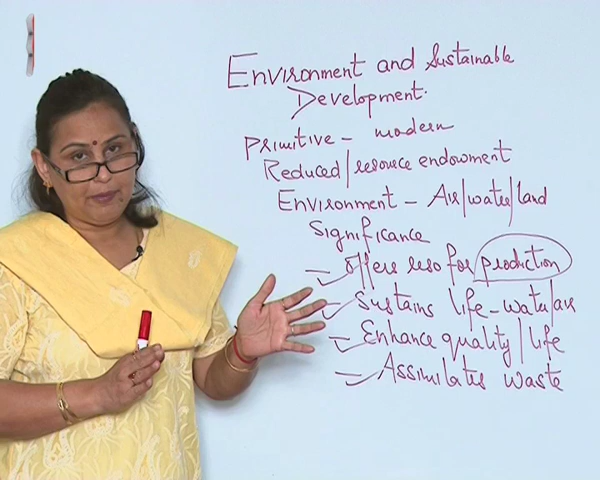 Environment and Sustainable
Development.
Primitive - modern
Reduced/resource endowment
Environment - Air/water/land
Significance
- Offers reso for production
- Sustains life - water/air
- Enhance quality/life
- Assimilates waste